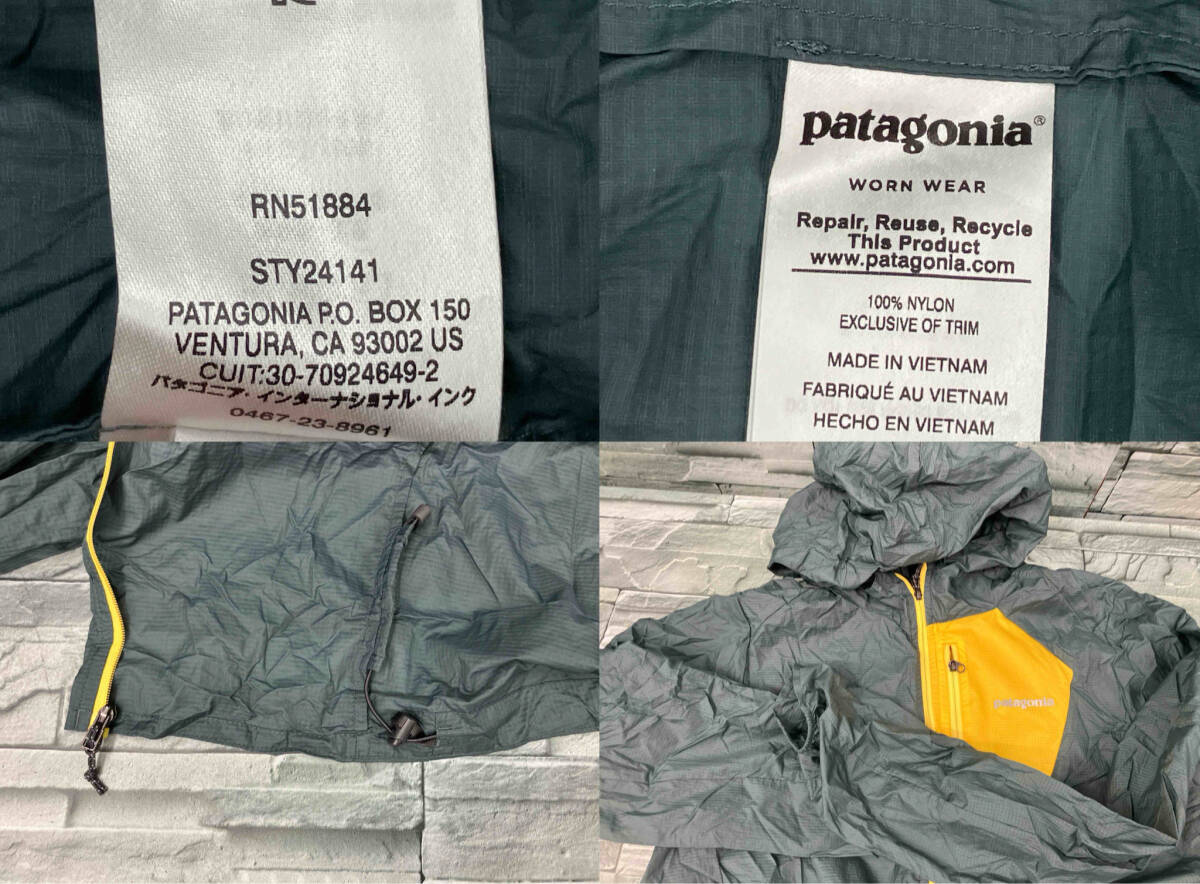 RN51884
STY24141
PATAGONIA P.O. BOX 150
VENTURA, CA 93002 US
CUIT:30-70924649-2
パタゴニア・インターナショナル・インク
0467-23-8961
patagonia®
WORN WEAR
Repair, Reuse, Recycle
This Product
www.patagonia.com
100% NYLON
EXCLUSIVE OF TRIM
MADE IN VIETNAM
FABRIQUÉ AU VIETNAM
HECHO EN VIETNAM
patagonia